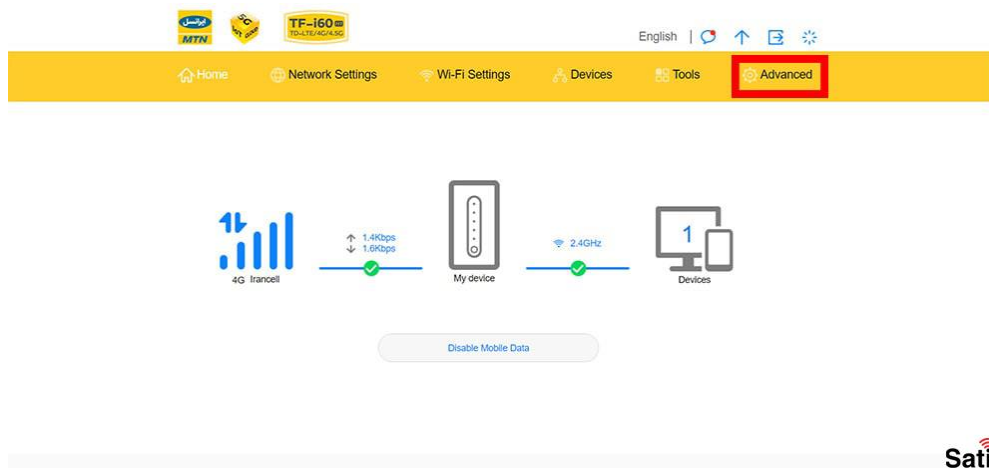 ایرانسل
MTN
5G
TF-i60
TD-LTE/4G/4.5G
English |
Home
Network Settings
Wi-Fi Settings
Devices
Tools
Advanced
1.4Kbps
1.6Kbps
2.4GHz
1
4G Irancell
My device
Devices
Disable Mobile Data
Sati